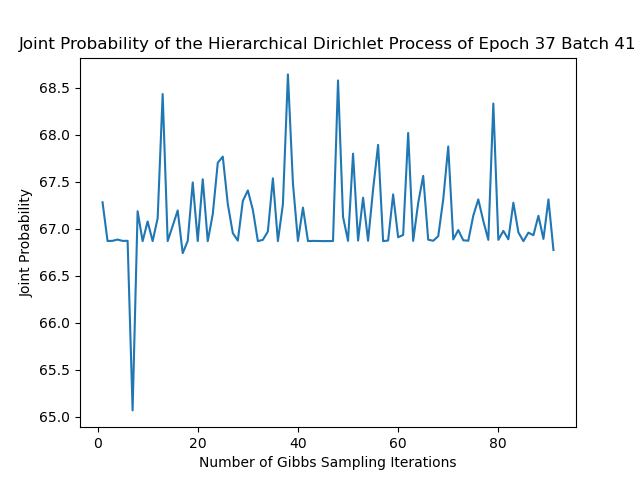 Joint Probability of the Hierarchical Dirichlet Process of Epoch 37 Batch 41
68.5
68.0
67.5
67.0
66.5
66.0
65.5
65.0
Joint Probability
0 20 40 60 80
Number of Gibbs Sampling Iterations